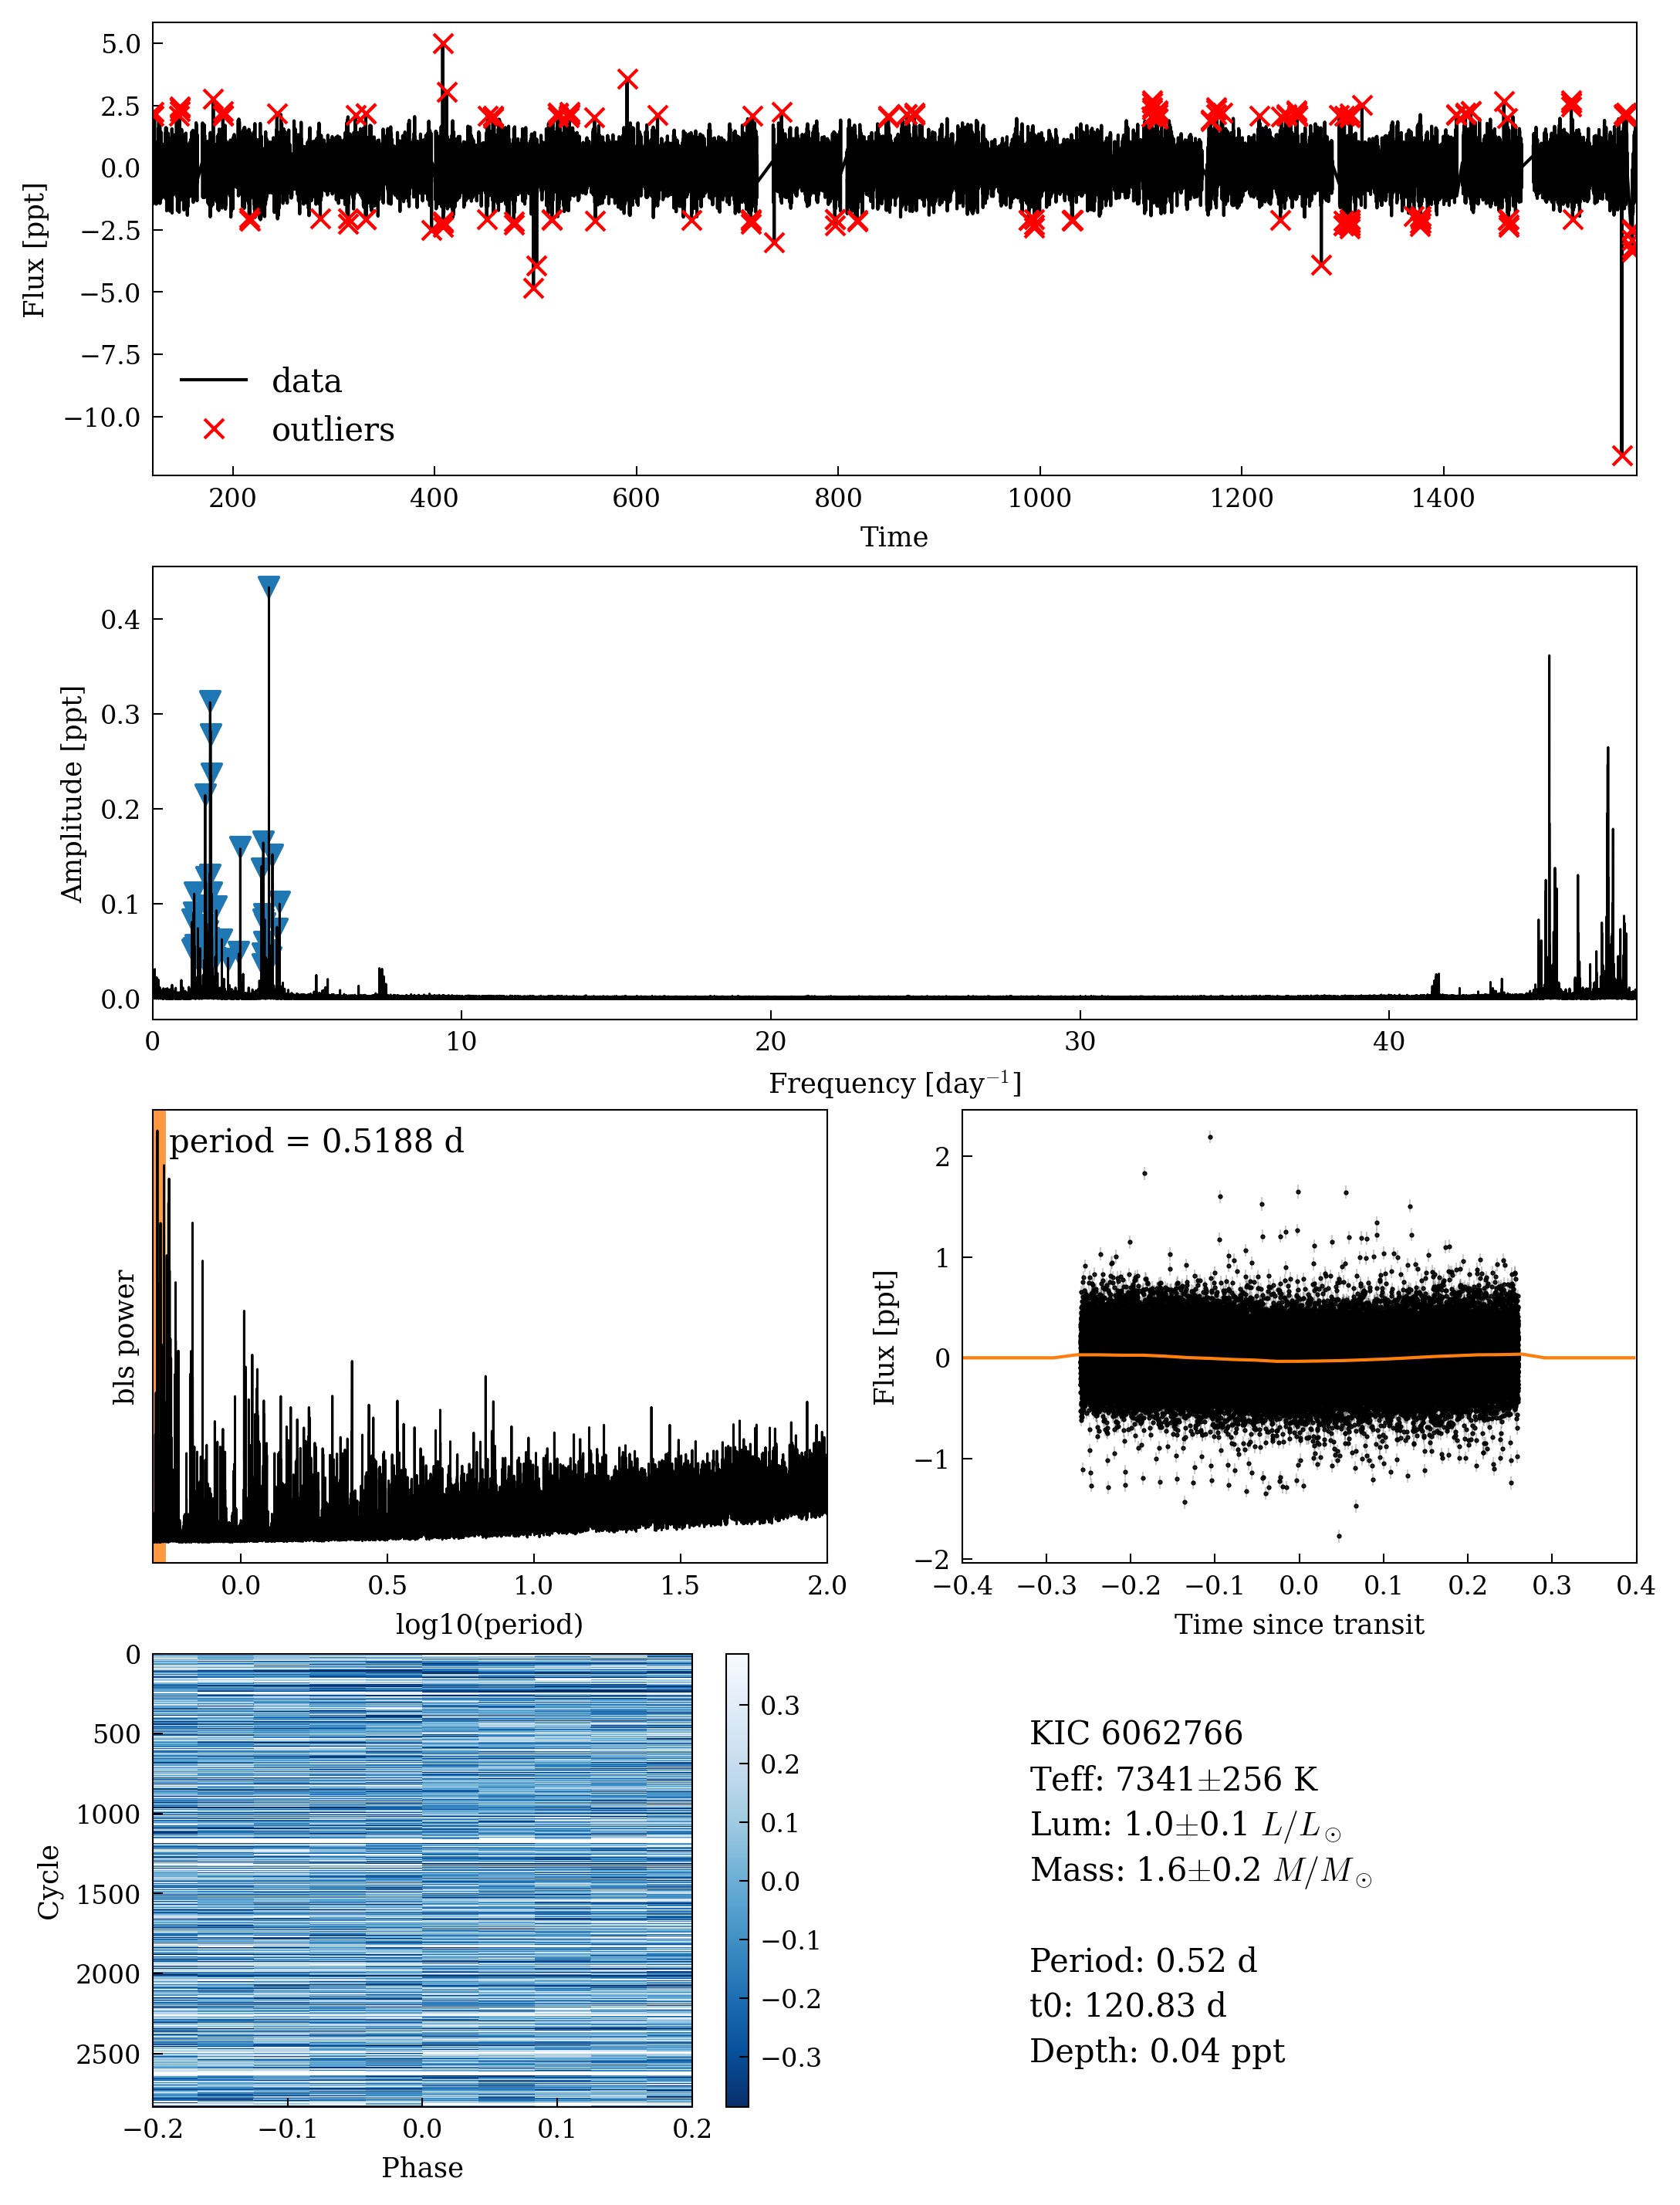 5.0
2.5
0.0
−2.5
−5.0
−7.5
−10.0
Flux [ppt]
data
outliers
200 400 600 800 1000 1200 1400
Time
0.4
0.3
0.2
0.1
0.0
Amplitude [ppt]
0 10 20 30 40
Frequency [day⁻¹]
period = 0.5188 d
bls power
0.0 0.5 1.0 1.5 2.0
log10(period)
2
1
0
−1
−2
Flux [ppt]
−0.4 −0.3 −0.2 −0.1 0.0 0.1 0.2 0.3 0.4
Time since transit
0
500
1000
1500
2000
2500
Cycle
−0.2 −0.1 0.0 0.1 0.2
Phase
0.3
0.2
0.1
0.0
−0.1
−0.2
−0.3
KIC 6062766
Teff: 7341±256 K
Lum: 1.0±0.1 L/L⊙
Mass: 1.6±0.2 M/M⊙
Period: 0.52 d
t0: 120.83 d
Depth: 0.04 ppt